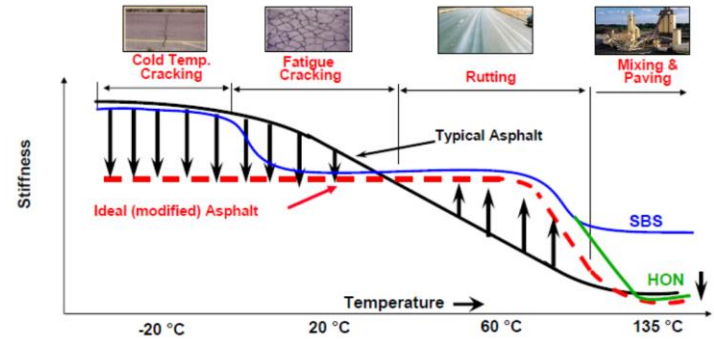 Cold Temp.
Cracking
Fatigue
Cracking
Rutting
Mixing &
Paving
Stiffness
Typical Asphalt
Ideal (modified) Asphalt
SBS
HON
Temperature
-20 °C
20 °C
60 °C
135 °C